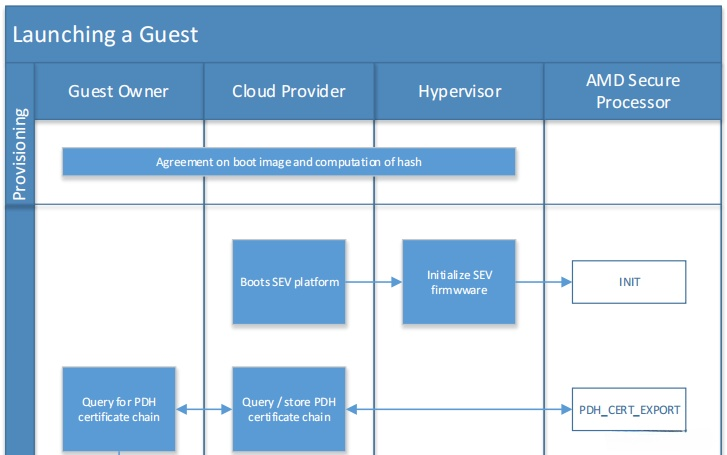 Launching a Guest
Guest Owner
Cloud Provider
Hypervisor
AMD Secure
Processor
Provisioning
Agreement on boot image and computation of hash
Boots SEV platform
Initialize SEV
firmwware
INIT
Query for PDH
certificate chain
Query / store PDH
certificate chain
PDH_CERT_EXPORT